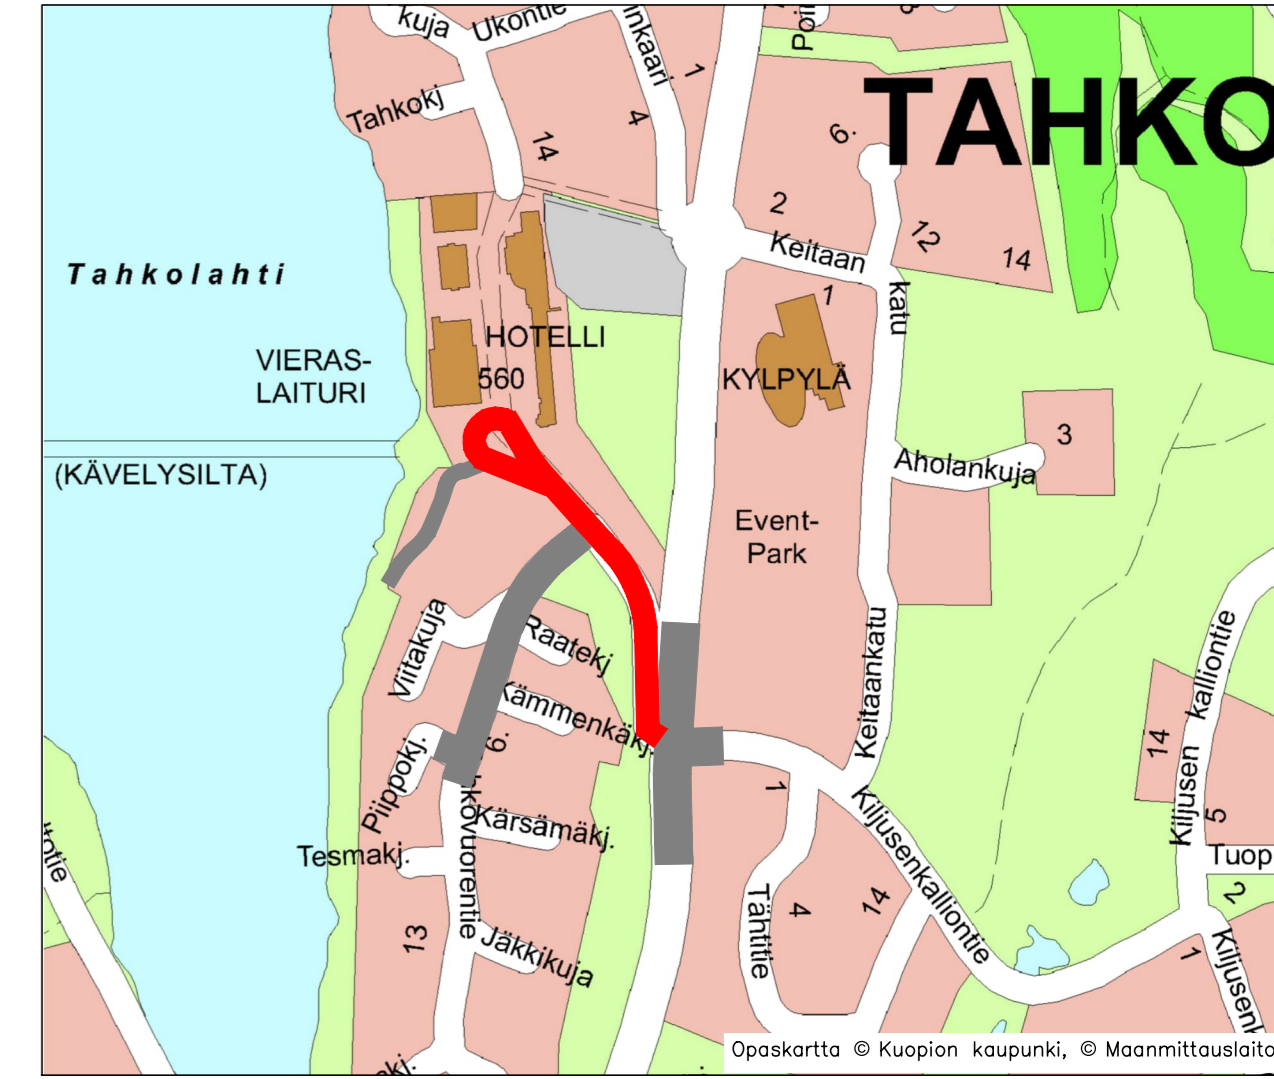 kuja
Ukontie
inkaari
1
TAHKO
Tahkokj
4
14
6.
2
Keitaan
12
14
Tahkolahti
1
katu
HOTELLI
VIERAS-
LAITURI
560
KYLPYLÄ
3
(KÄVELYSILTA)
Aholankuja
Event-
Park
Viitakuja
Raatekj
Keitaankatu
Kiljusen kalliontie
Kämmenkäkj.
6.
14
Piippokj.
1
5
Kärsämäkj.
Kiljusenkalliontie
Tesmakj.
kovuorentie
Tuop
2
4
14
Tähtitie
13
Jäkkikuja
1
Kiljusenk
Opaskartta © Kuopion kaupunki, © Maanmittauslaito